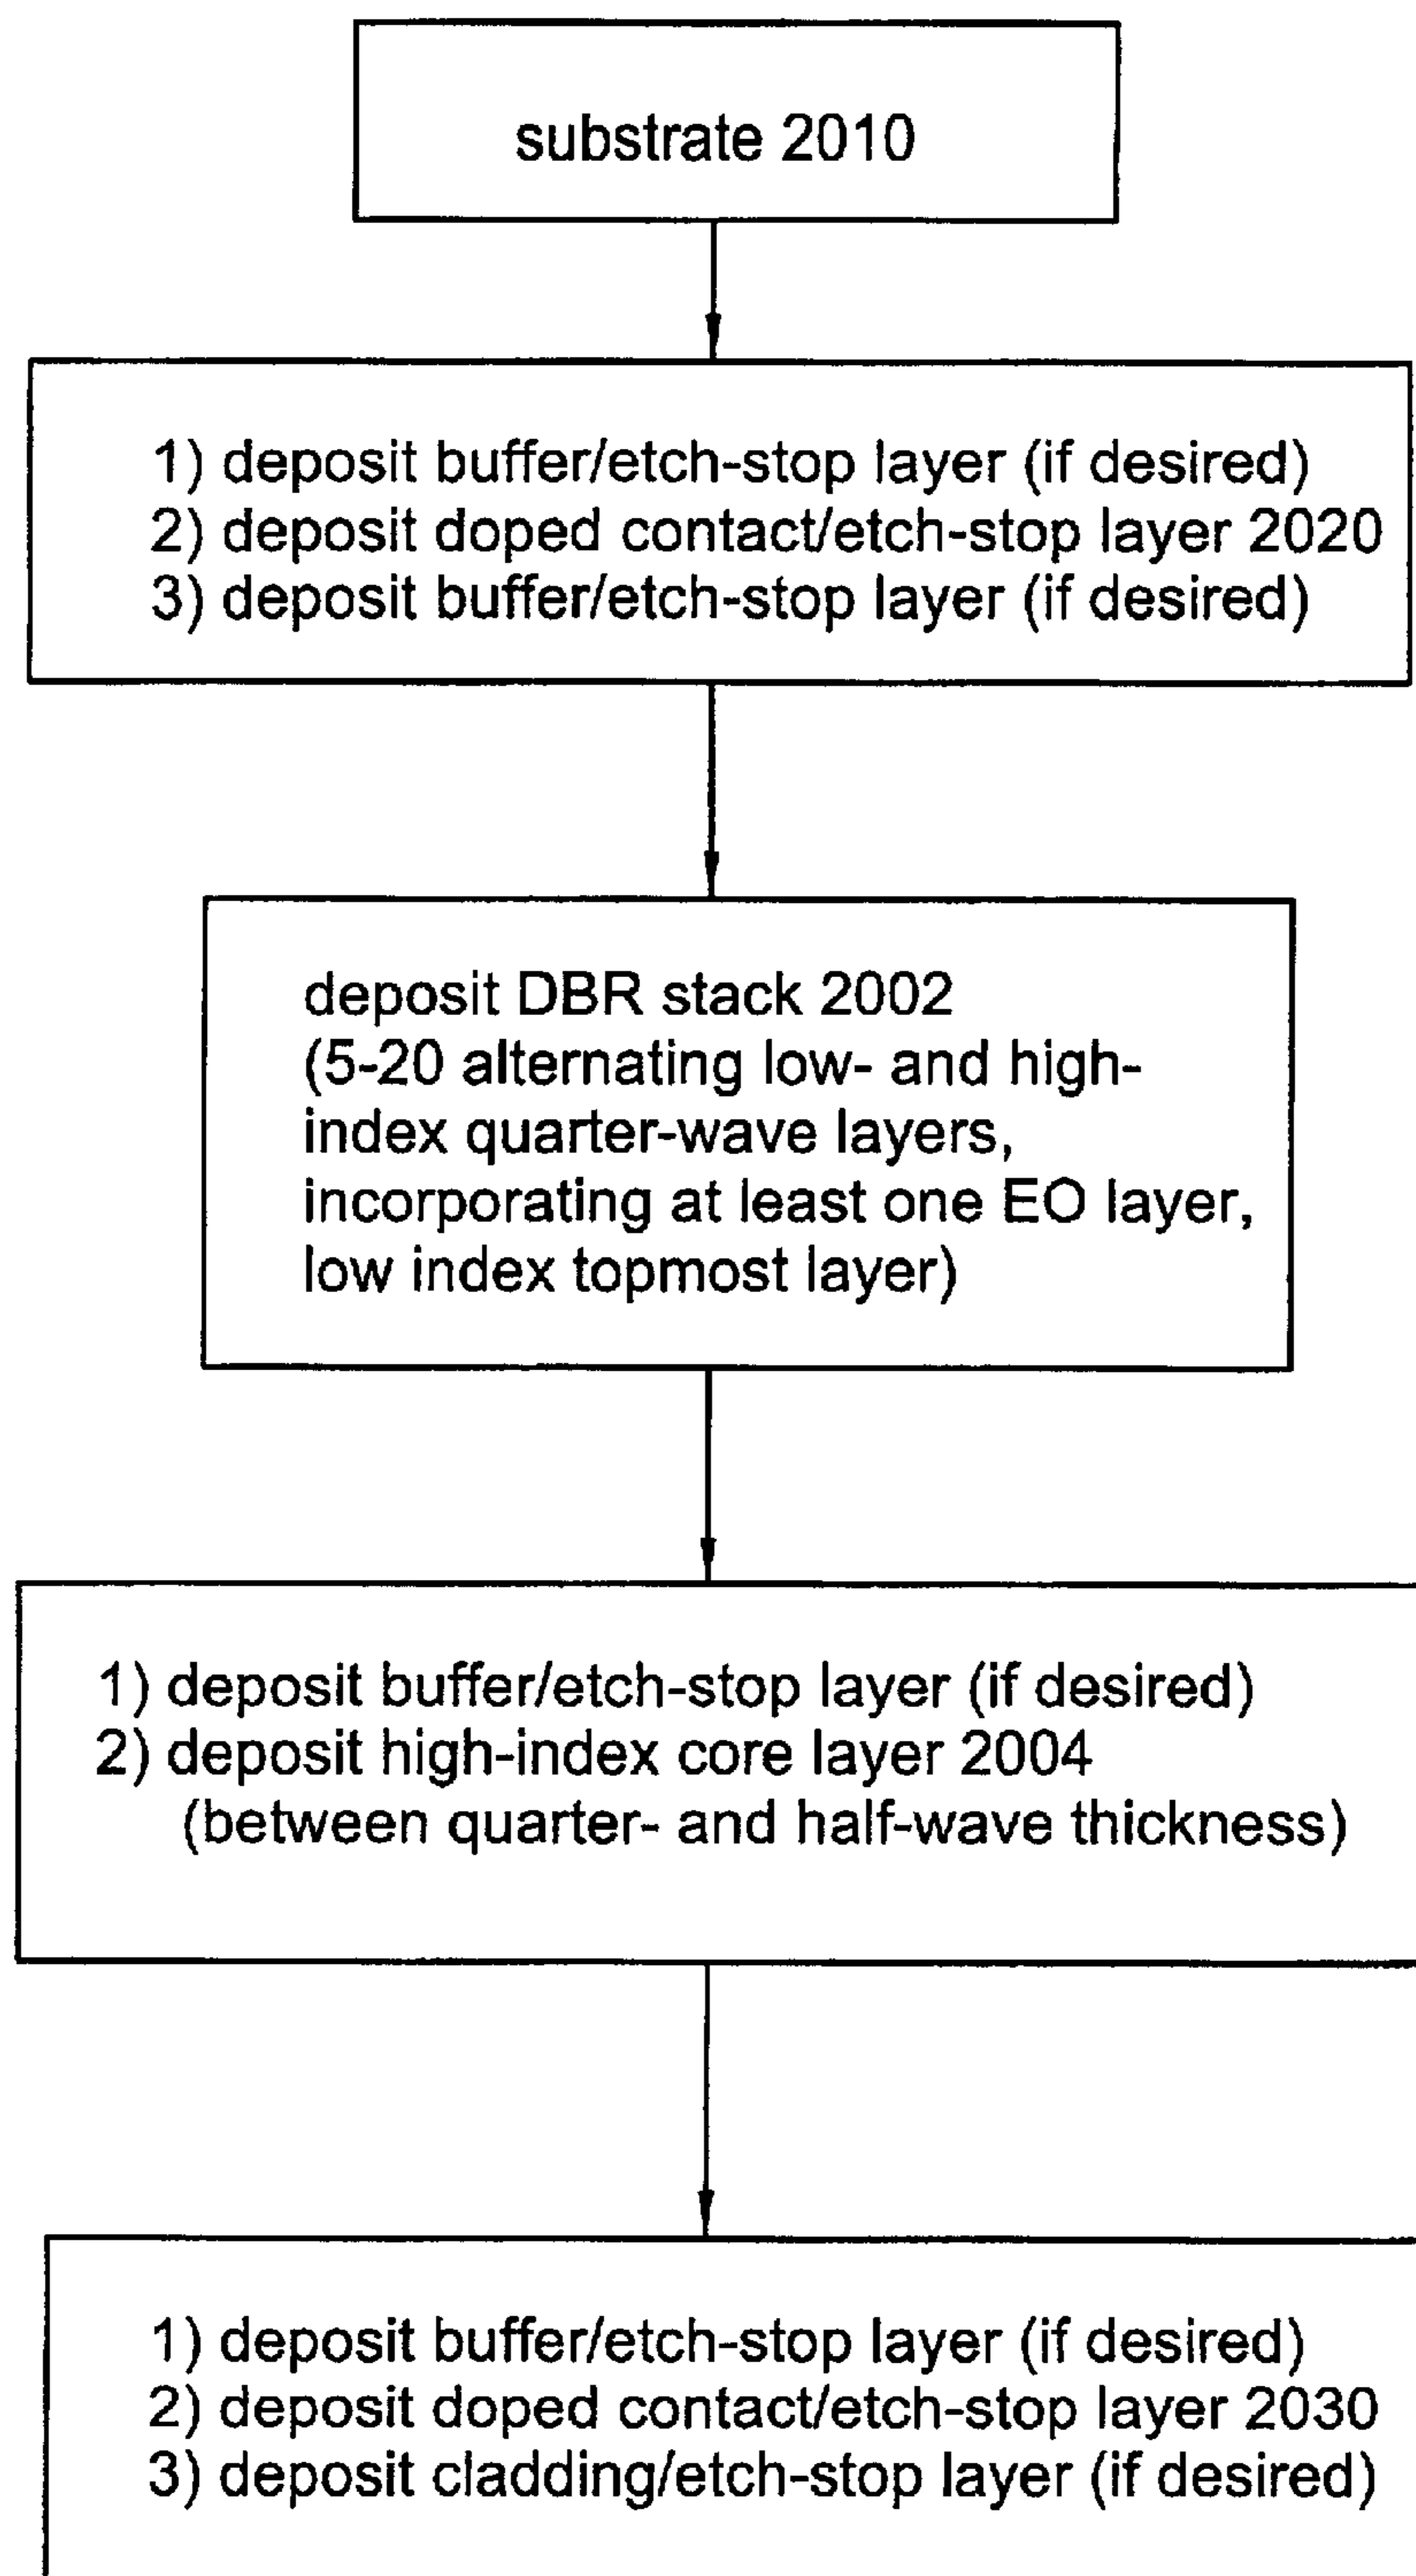 substrate 2010
1) deposit buffer/etch-stop layer (if desired)
2) deposit doped contact/etch-stop layer 2020
3) deposit buffer/etch-stop layer (if desired)
deposit DBR stack 2002
(5-20 alternating low- and high-
index quarter-wave layers,
incorporating at least one EO layer,
low index topmost layer)
1) deposit buffer/etch-stop layer (if desired)
2) deposit high-index core layer 2004
(between quarter- and half-wave thickness)
1) deposit buffer/etch-stop layer (if desired)
2) deposit doped contact/etch-stop layer 2030
3) deposit cladding/etch-stop layer (if desired)